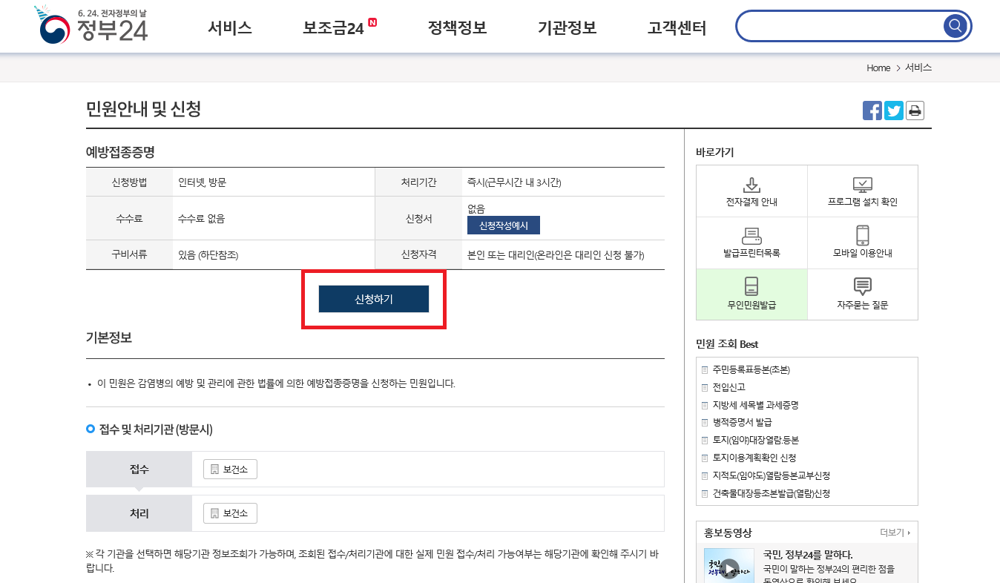 6. 24. 전자정부의 날
정부24
서비스
보조금24 N
정책정보
기관정보
고객센터
Home > 서비스
민원안내 및 신청
예방접종증명
신청방법 인터넷, 방문 처리기간 즉시(근무시간 내 3시간)
수수료 수수료 없음 신청서 없음
신청작성예시
구비서류 있음 (하단참조) 신청자격 본인 또는 대리인(온라인은 대리인 신청 불가)
신청하기
기본정보
• 이 민원은 감염병의 예방 및 관리에 관한 법률에 의한 예방접종증명을 신청하는 민원입니다.
접수 및 처리기관 (방문시)
접수 보건소
처리 보건소
※ 각 기관을 선택하면 해당기관 정보조회가 가능하며, 조회된 접수/처리기관에 대한 실제 민원 접수/처리 가능여부는 해당기관에 확인해 주시기 바
랍니다.
바로가기
전자결제 안내
프로그램 설치 확인
발급프린터목록
모바일 이용안내
무인민원발급
자주묻는 질문
민원 조회 Best
주민등록표등본(초본)
전입신고
지방세 세목별 과세증명
병적증명서 발급
토지(임야)대장열람.등본
토지이용계획확인 신청
지적도(임야도)열람등본교부신청
건축물대장등초본발급(열람)신청
홍보동영상 더보기
국민, 정부24를 말하다.
국민이 말하는 정부24의 편리한 점을
동영상으로 확인해 보세요
국민,
정부24를 말하다